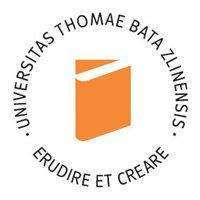 · UNIVERSITAS THOMAE BATA ZLINENSIS ·
ERUDIRE ET CREARE